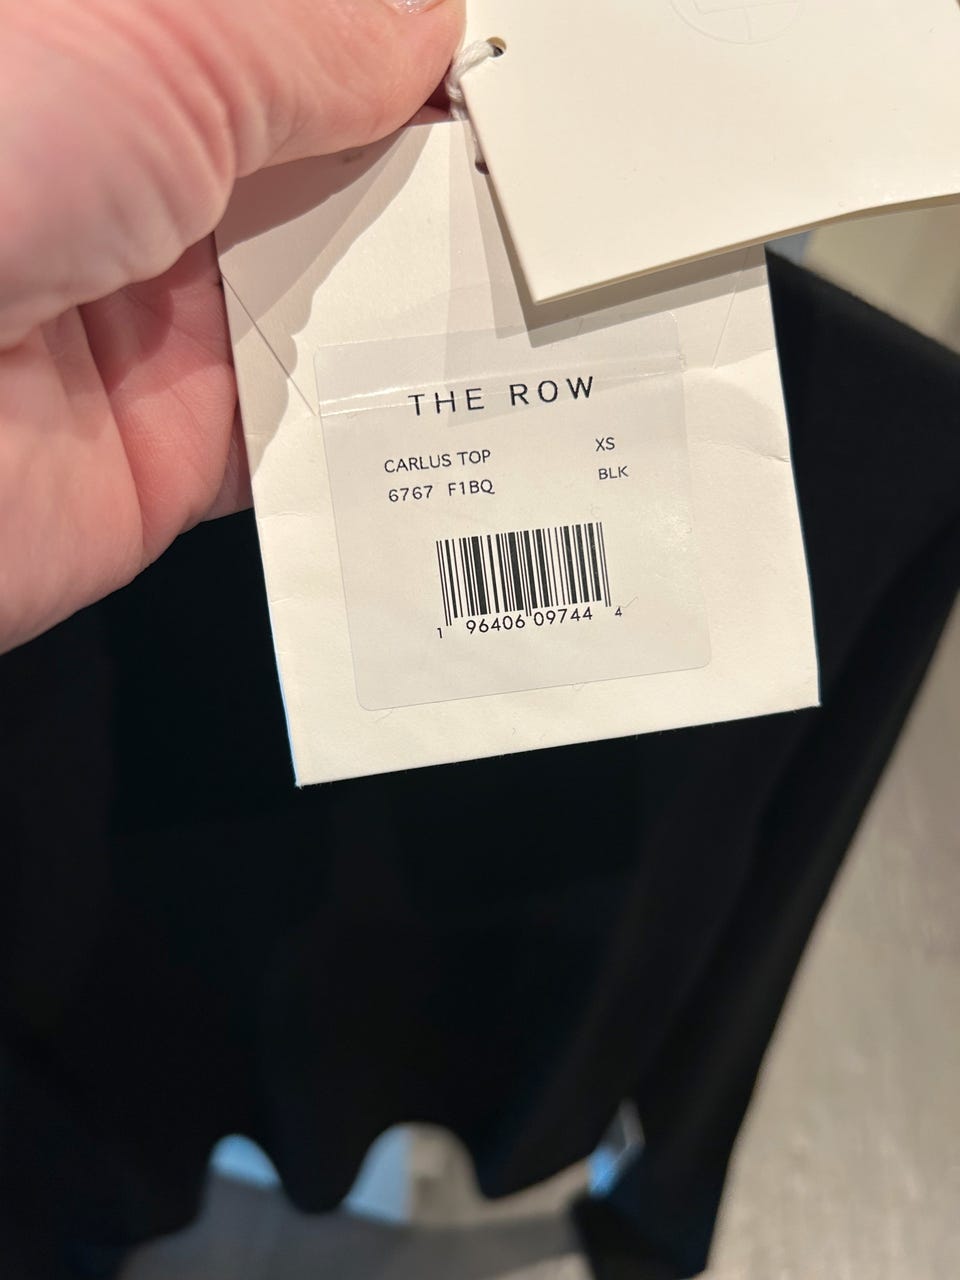 THE ROW
CARLUS TOP XS
6767 F1BQ BLK
1 96406 09744 4